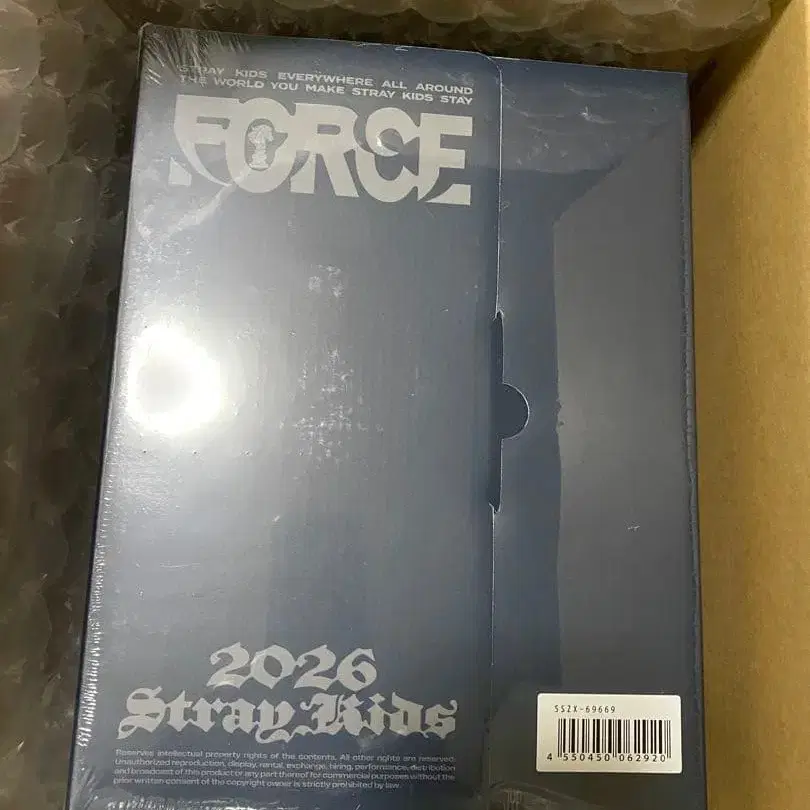 STRAY KIDS EVERYWHERE ALL AROUND
THE WORLD YOU MAKE STRAY KIDS STAY
FORCE
2026
Stray Kids
Reserves intellectual property rights of the contents. All other rights are reserved.
Unauthorized reproduction, display, rental, exchange, hiring, performance, distribution
and broadcast of this product or any part thereof for commercial purposes without the
prior written consent of the copyright owner is strictly prohibited by law.
SSZX-69669
4 550450 062920